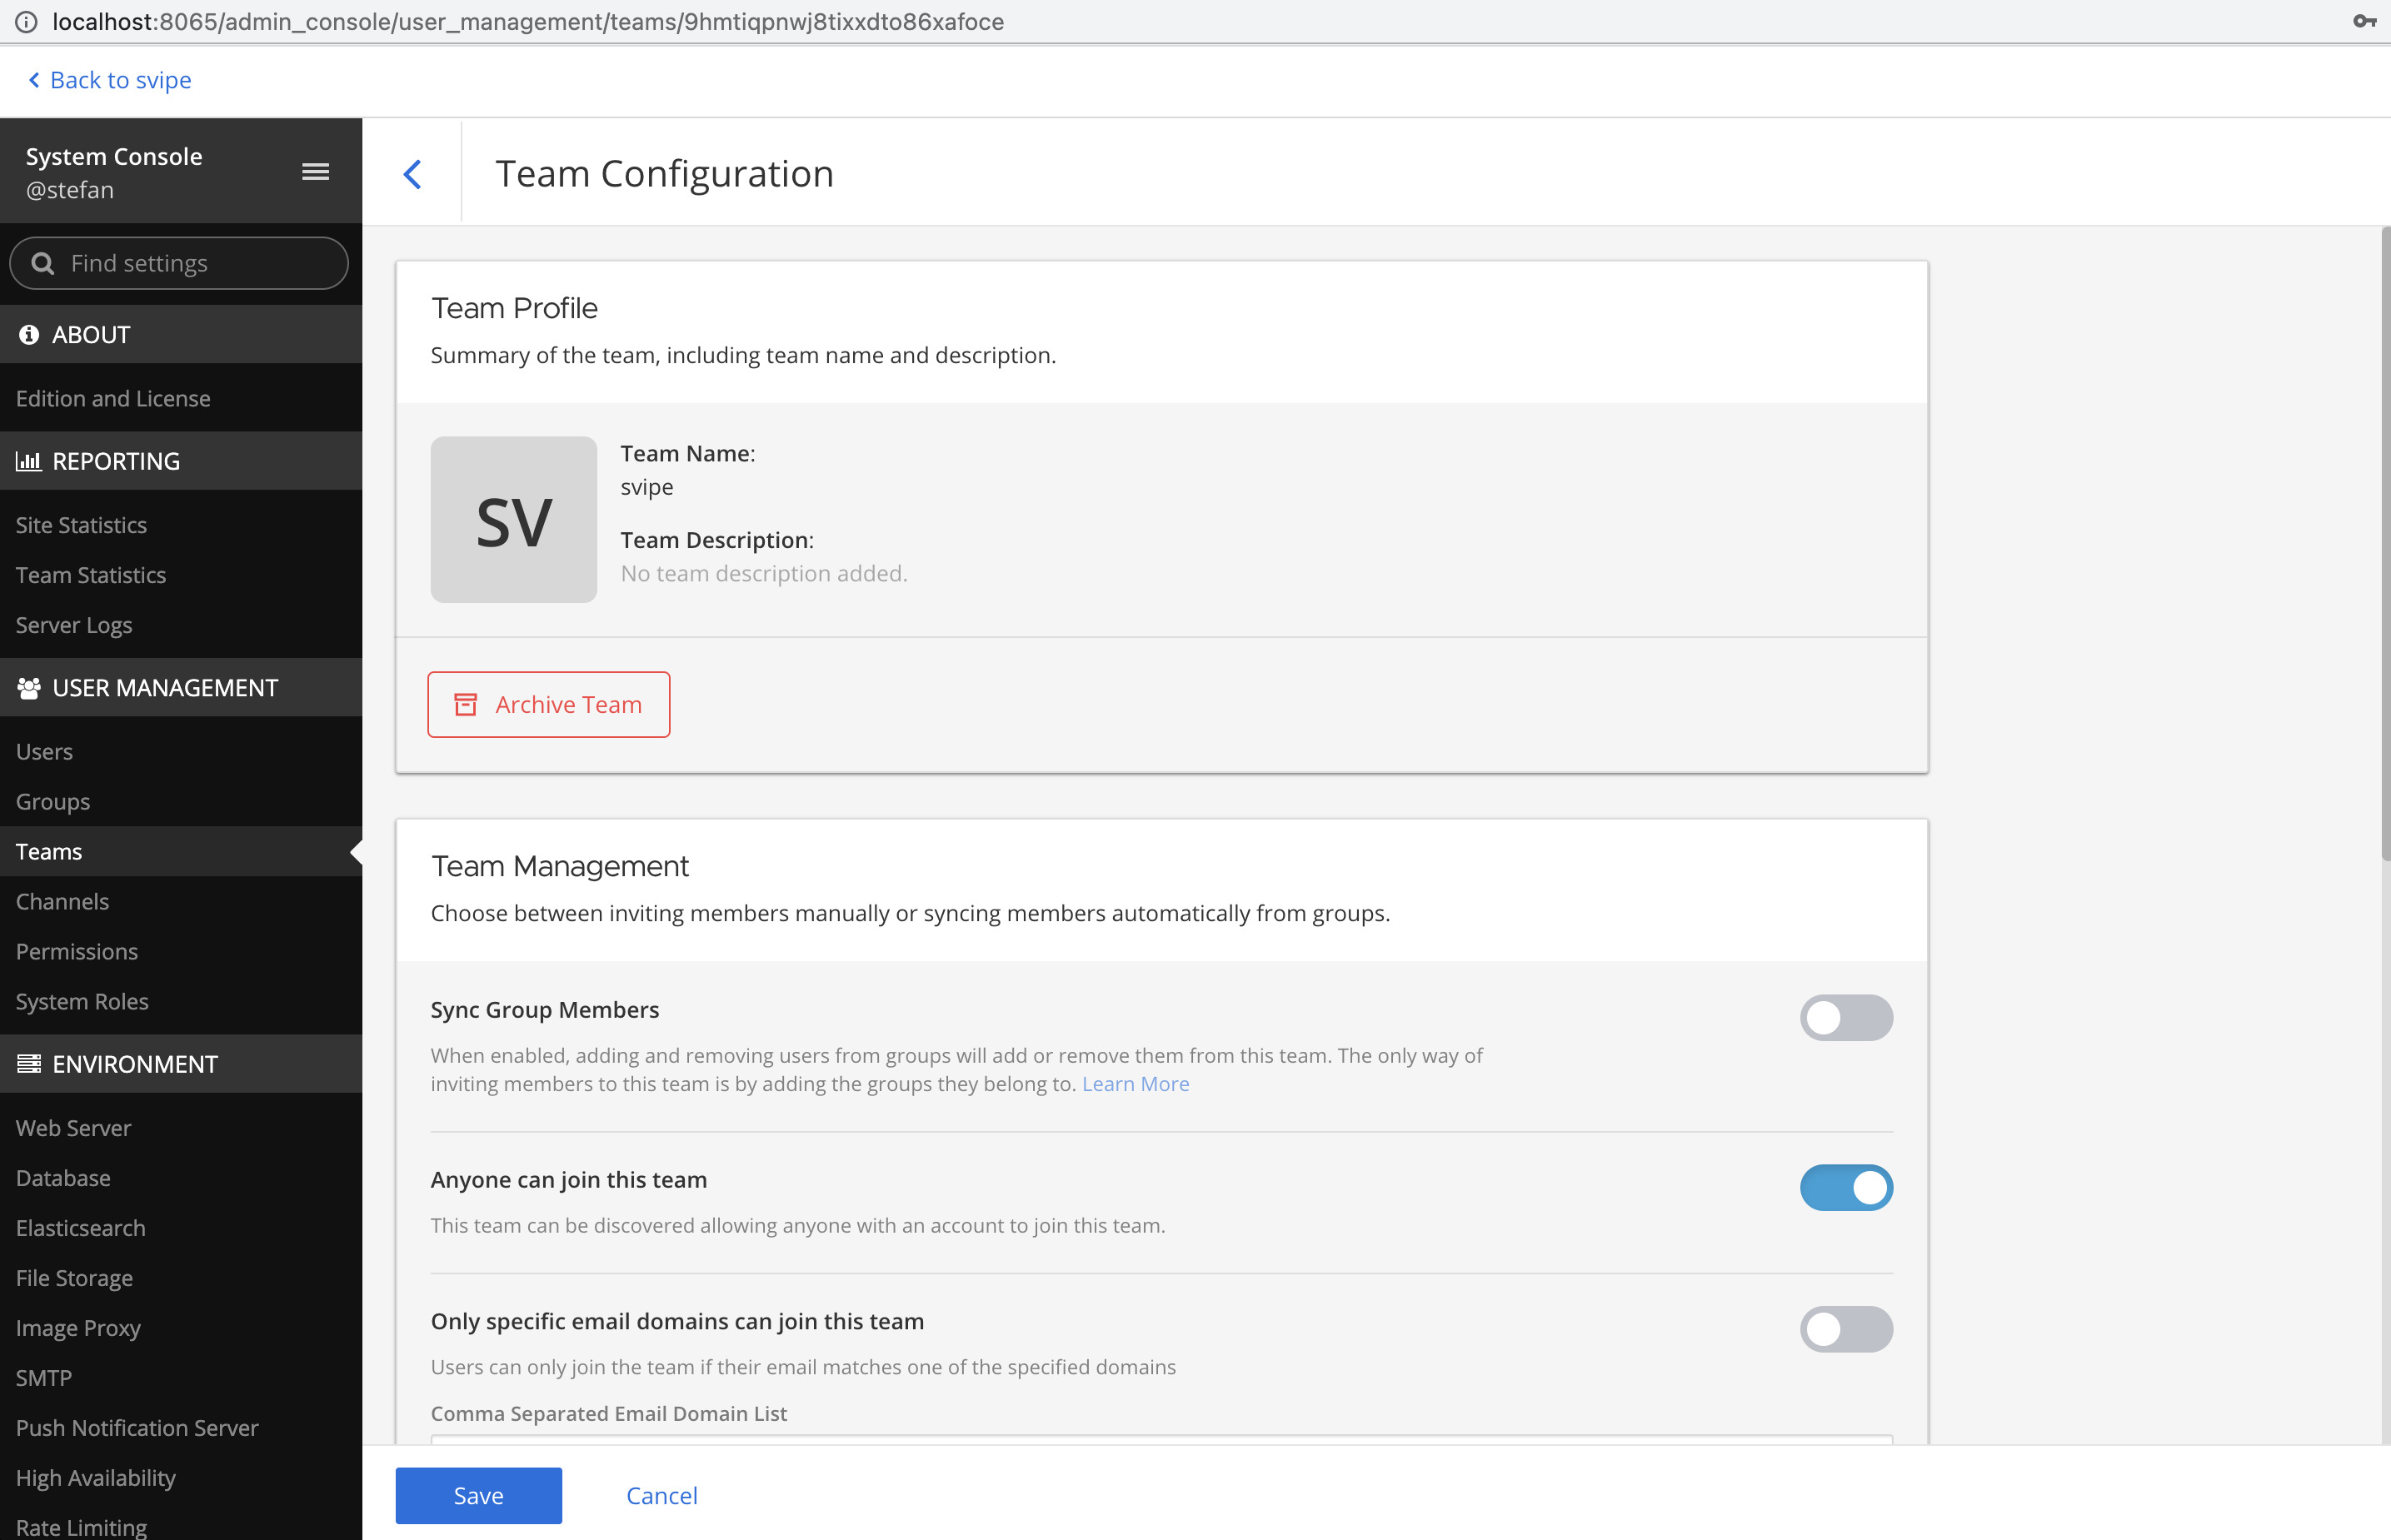 localhost:8065/admin_console/user_management/teams/9hmtiqpnwj8tixxdto86xafoce
Back to svipe
System Console
@stefan
Find settings
ABOUT
Edition and License
REPORTING
Site Statistics
Team Statistics
Server Logs
USER MANAGEMENT
Users
Groups
Teams
Channels
Permissions
System Roles
ENVIRONMENT
Web Server
Database
Elasticsearch
File Storage
Image Proxy
SMTP
Push Notification Server
High Availability
Rate Limiting
Team Configuration
Team Profile
Summary of the team, including team name and description.
SV
Team Name:
svipe
Team Description:
No team description added.
Archive Team
Team Management
Choose between inviting members manually or syncing members automatically from groups.
Sync Group Members
When enabled, adding and removing users from groups will add or remove them from this team. The only way of
inviting members to this team is by adding the groups they belong to. Learn More
Anyone can join this team
This team can be discovered allowing anyone with an account to join this team.
Only specific email domains can join this team
Users can only join the team if their email matches one of the specified domains
Comma Separated Email Domain List
Save
Cancel